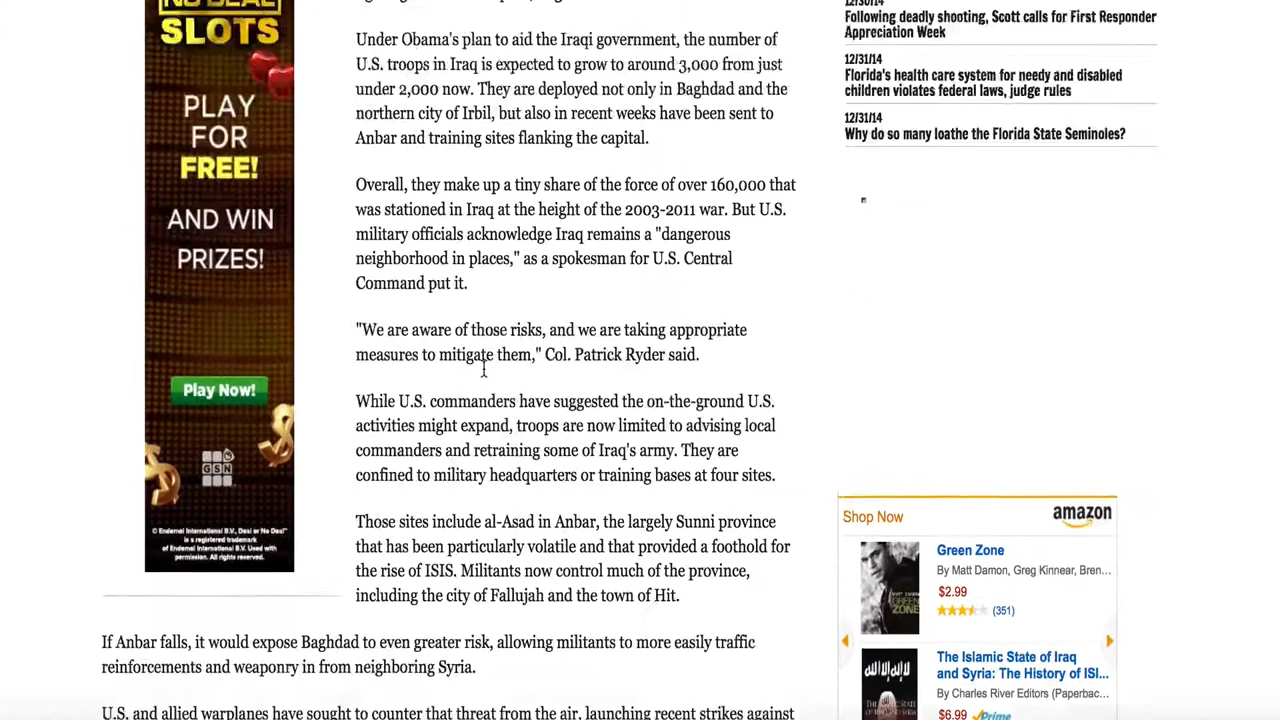 NO DEAL
SLOTS
PLAY
FOR
FREE!
AND WIN
PRIZES!
Play Now!
GSN
© Endemol International B.V., Deal or No Deal™
is a registered trademark
of Endemol International B.V. Used with
permission. All rights reserved.
Under Obama's plan to aid the Iraqi government, the number of
U.S. troops in Iraq is expected to grow to around 3,000 from just
under 2,000 now. They are deployed not only in Baghdad and the
northern city of Irbil, but also in recent weeks have been sent to
Anbar and training sites flanking the capital.
Overall, they make up a tiny share of the force of over 160,000 that
was stationed in Iraq at the height of the 2003-2011 war. But U.S.
military officials acknowledge Iraq remains a "dangerous
neighborhood in places," as a spokesman for U.S. Central
Command put it.
"We are aware of those risks, and we are taking appropriate
measures to mitigate them," Col. Patrick Ryder said.
While U.S. commanders have suggested the on-the-ground U.S.
activities might expand, troops are now limited to advising local
commanders and retraining some of Iraq's army. They are
confined to military headquarters or training bases at four sites.
Those sites include al-Asad in Anbar, the largely Sunni province
that has been particularly volatile and that provided a foothold for
the rise of ISIS. Militants now control much of the province,
including the city of Fallujah and the town of Hit.
If Anbar falls, it would expose Baghdad to even greater risk, allowing militants to more easily traffic
reinforcements and weaponry in from neighboring Syria.
U.S. and allied warplanes have sought to counter that threat from the air, launching recent strikes against
12/30/14
Following deadly shooting, Scott calls for First Responder
Appreciation Week
12/31/14
Florida's health care system for needy and disabled
children violates federal laws, judge rules
12/31/14
Why do so many loathe the Florida State Seminoles?
Shop Now
amazon
GREEN
ZONE
Green Zone
By Matt Damon, Greg Kinnear, Bren...
$2.99
(351)
The Islamic State of Iraq
and Syria: The History of ISI...
By Charles River Editors (Paperbac...
$6.99 Prime